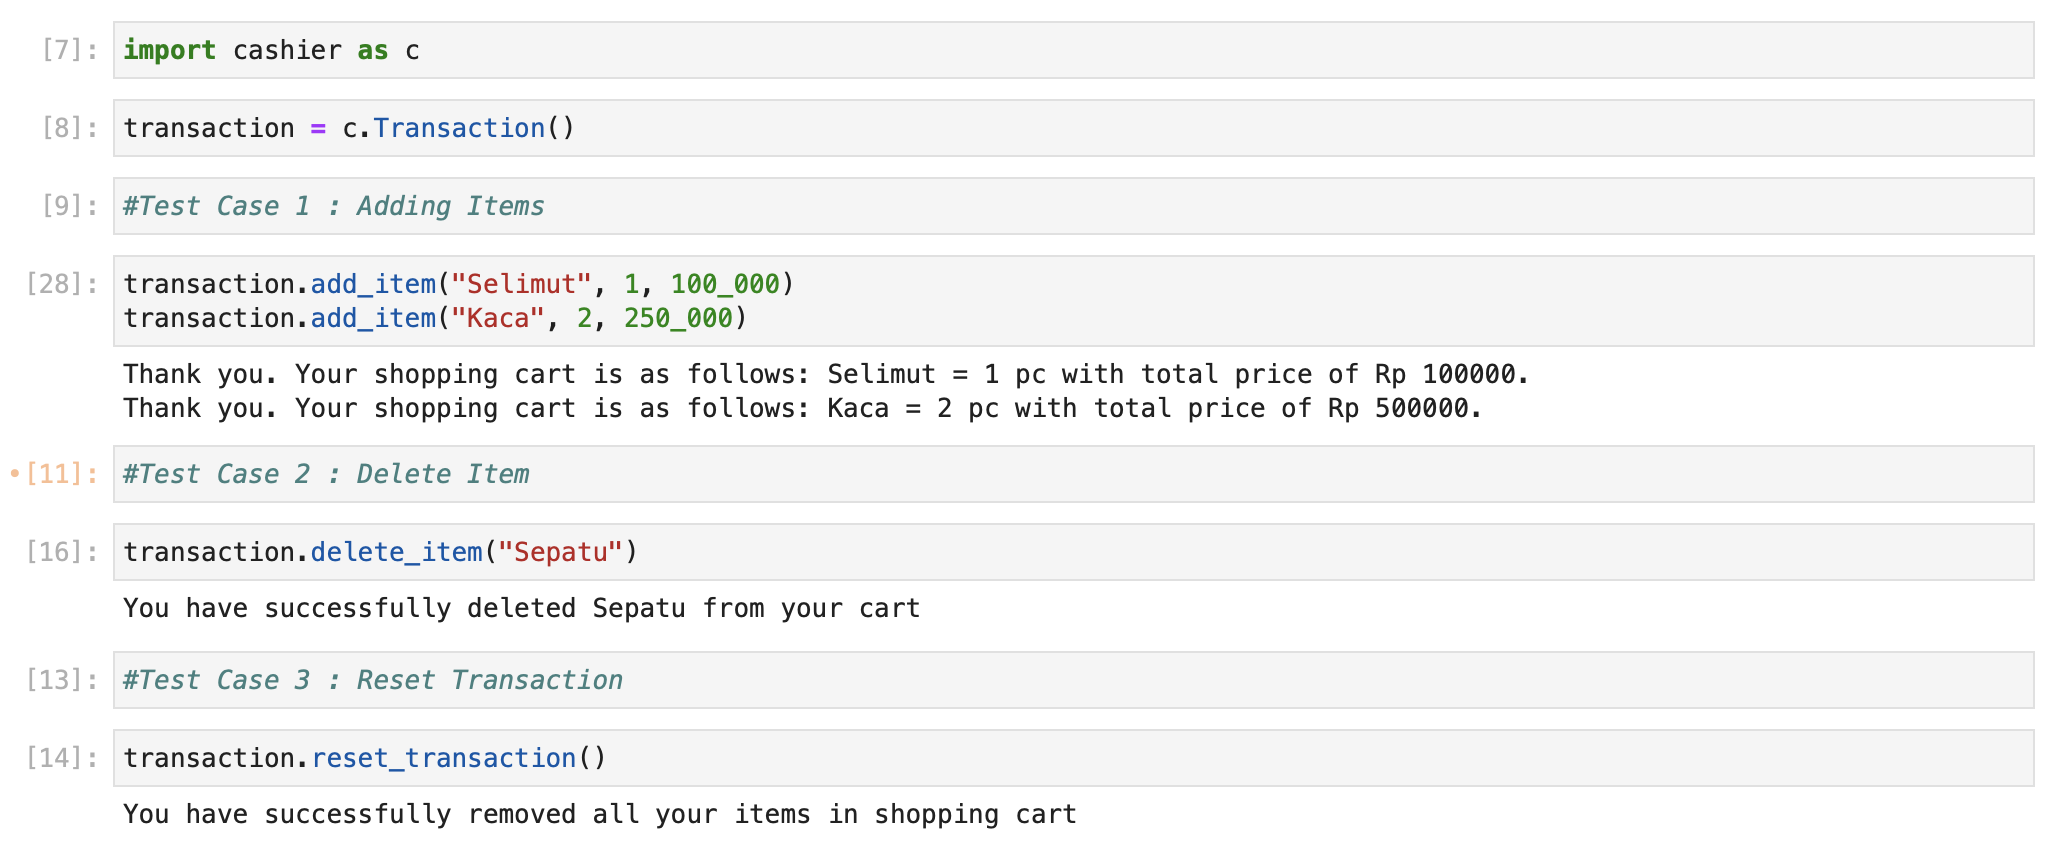 [7]: import cashier as c
[8]: transaction = c.Transaction()
[9]: #Test Case 1 : Adding Items
[28]: transaction.add_item("Selimut", 1, 100_000)
transaction.add_item("Kaca", 2, 250_000)
Thank you. Your shopping cart is as follows: Selimut = 1 pc with total price of Rp 100000.
Thank you. Your shopping cart is as follows: Kaca = 2 pc with total price of Rp 500000.
•[11]: #Test Case 2 : Delete Item
[16]: transaction.delete_item("Sepatu")
You have successfully deleted Sepatu from your cart
[13]: #Test Case 3 : Reset Transaction
[14]: transaction.reset_transaction()
You have successfully removed all your items in shopping cart